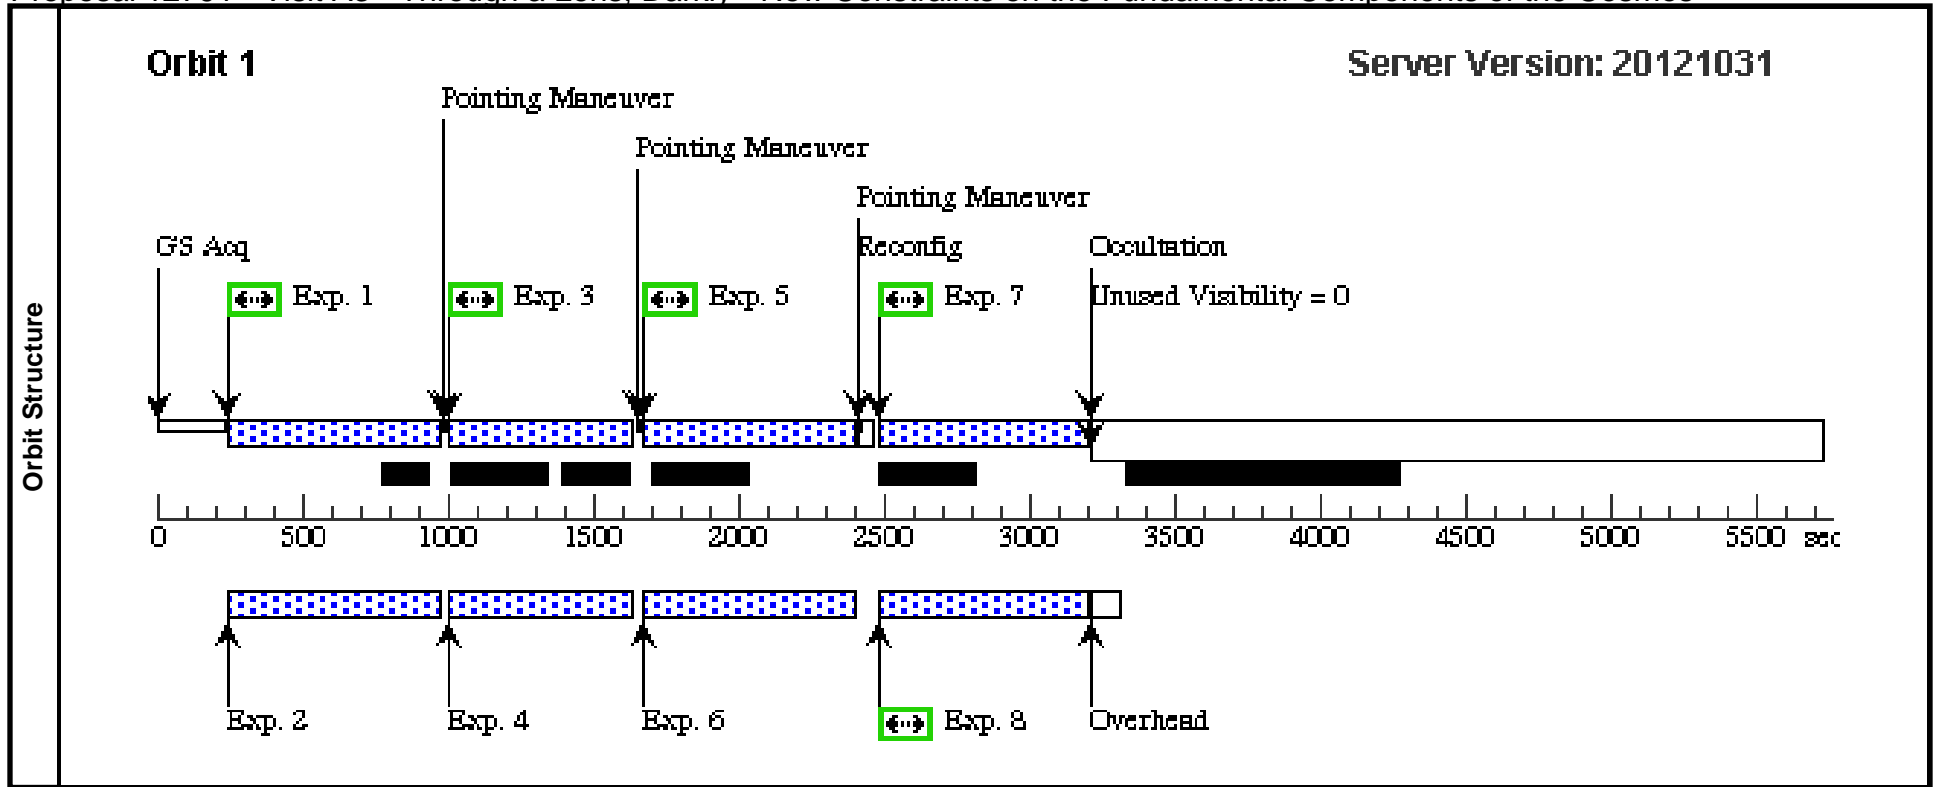 Orbit 1
Server Version: 20121031
Pointing Maneuver
Pointing Maneuver
Pointing Maneuver
GS Acq
Reconfig
Occultation
Exp. 1
Exp. 3
Exp. 5
Exp. 7
Unused Visibility = 0
Orbit Structure
0 500 1000 1500 2000 2500 3000 3500 4000 4500 5000 5500 sec
Exp. 2
Exp. 4
Exp. 6
Exp. 8
Overhead